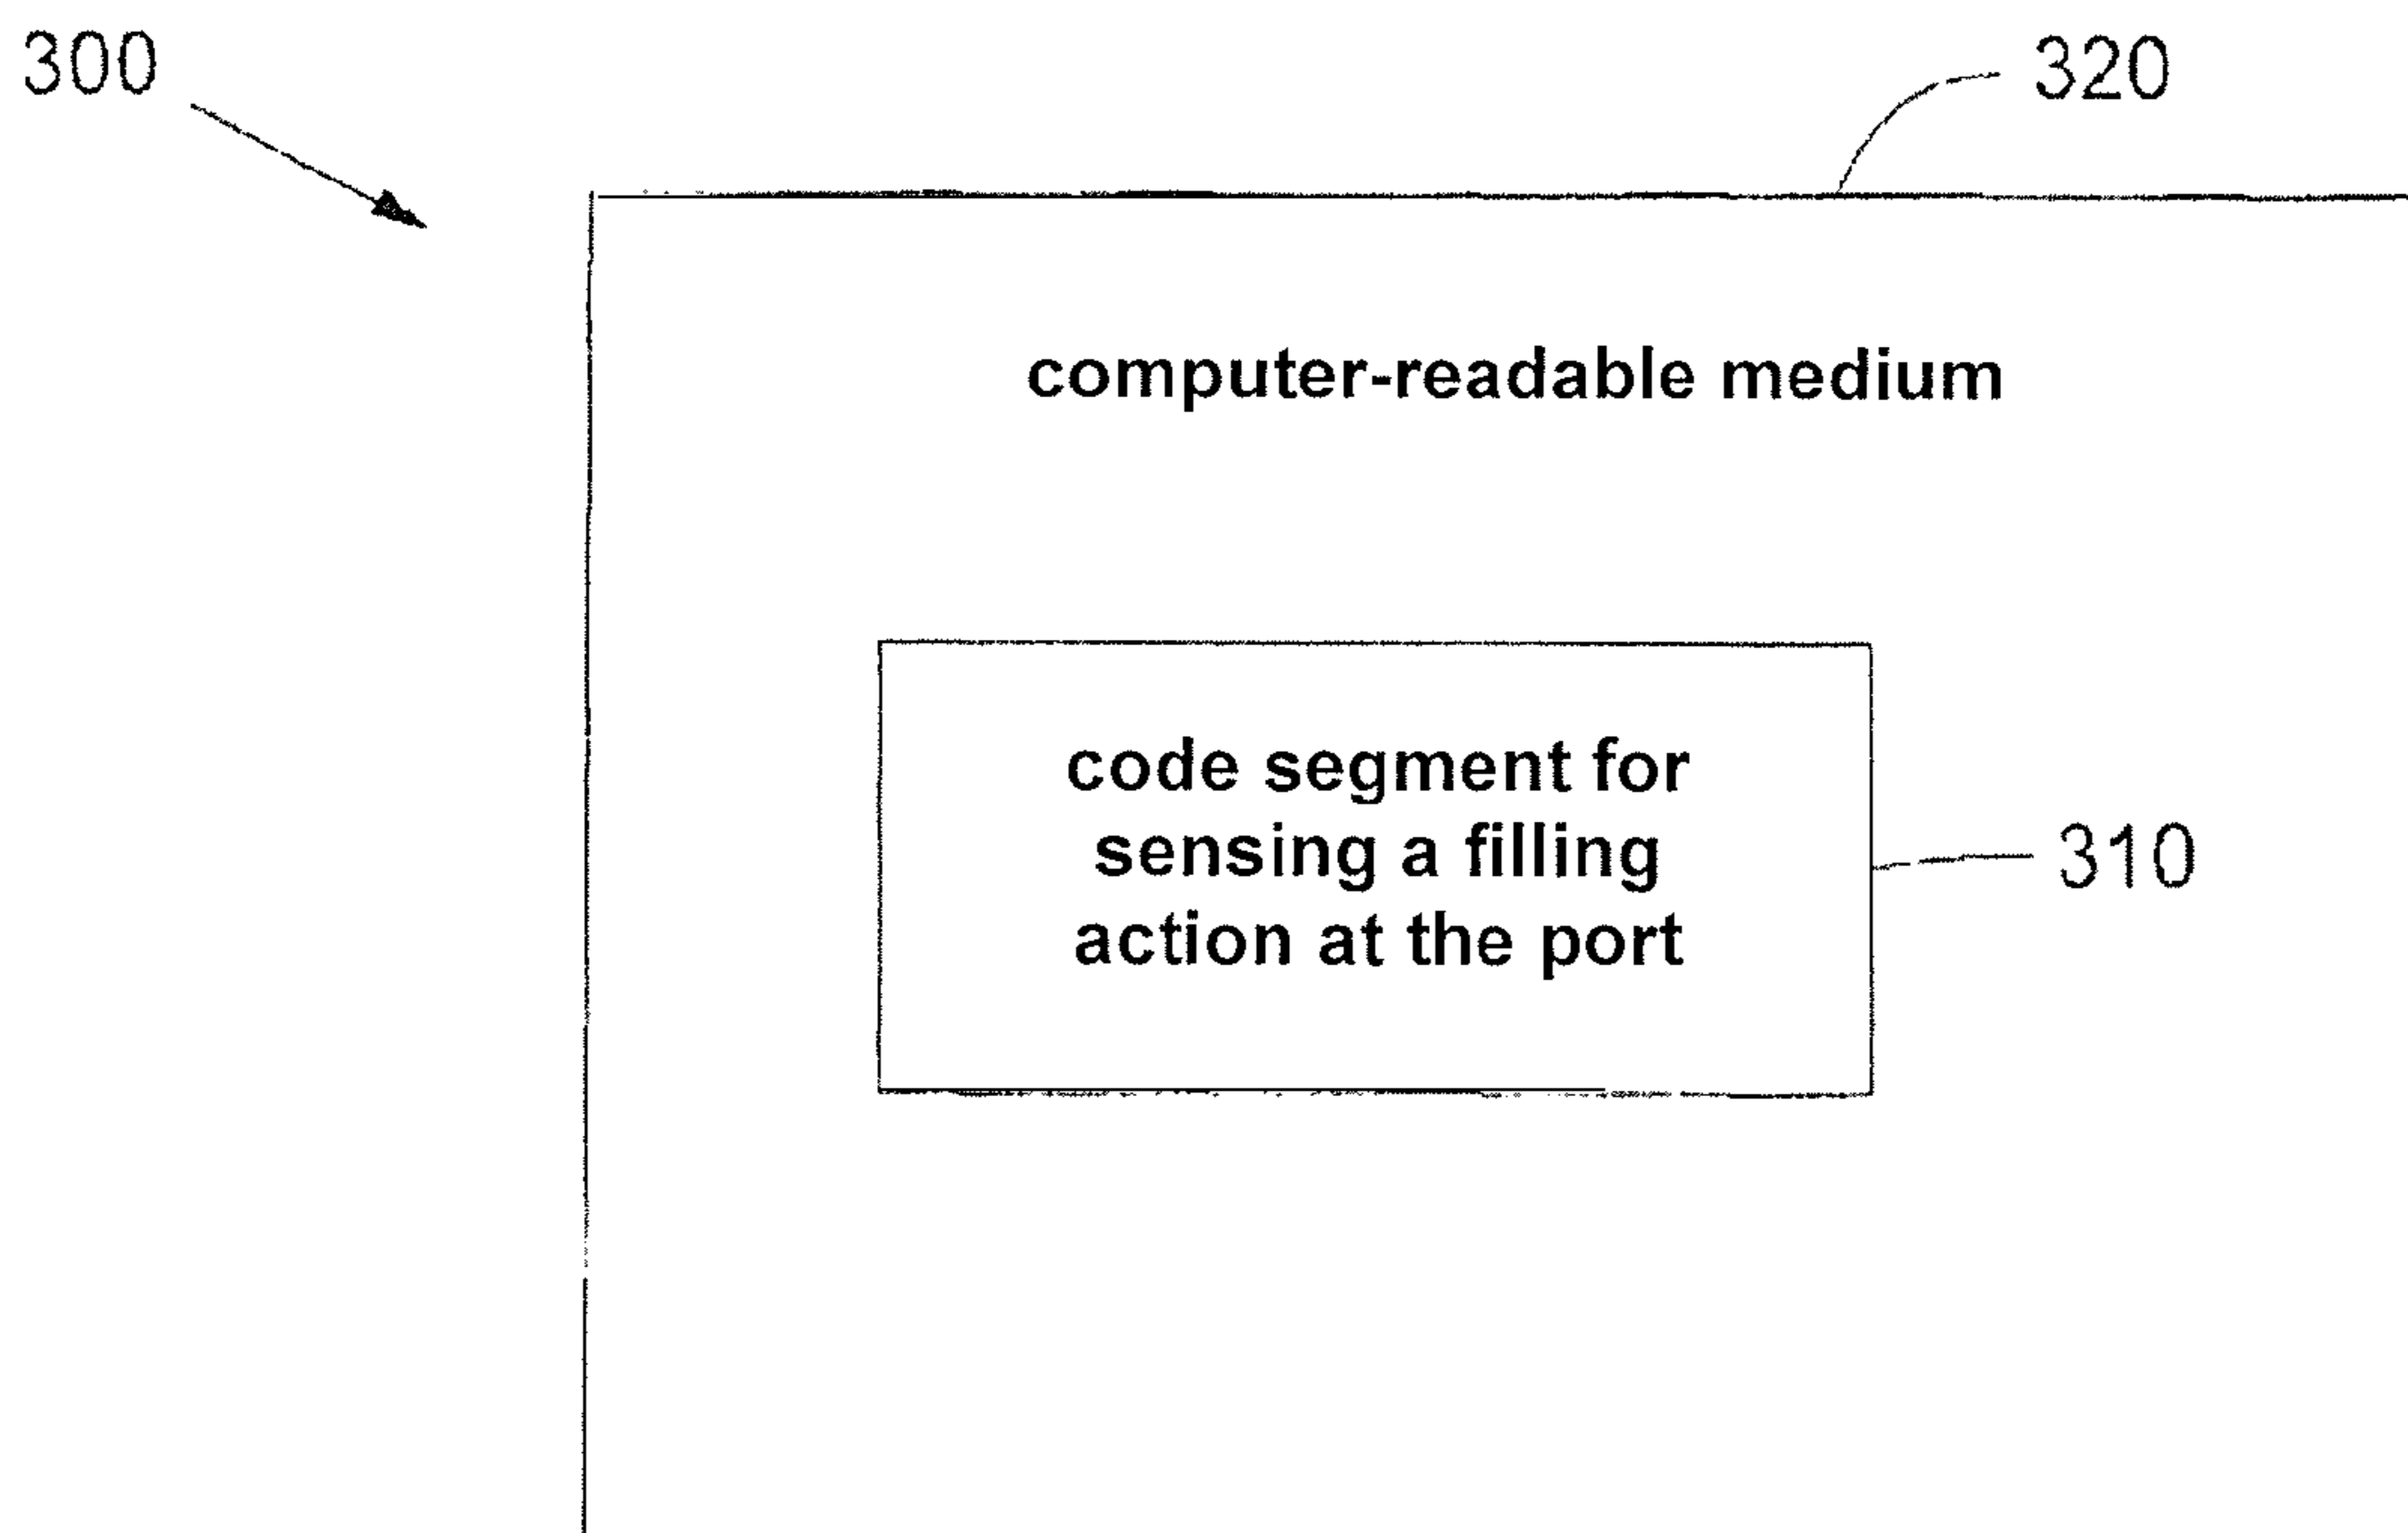 300
320
computer-readable medium
code segment for
sensing a filling
action at the port
310